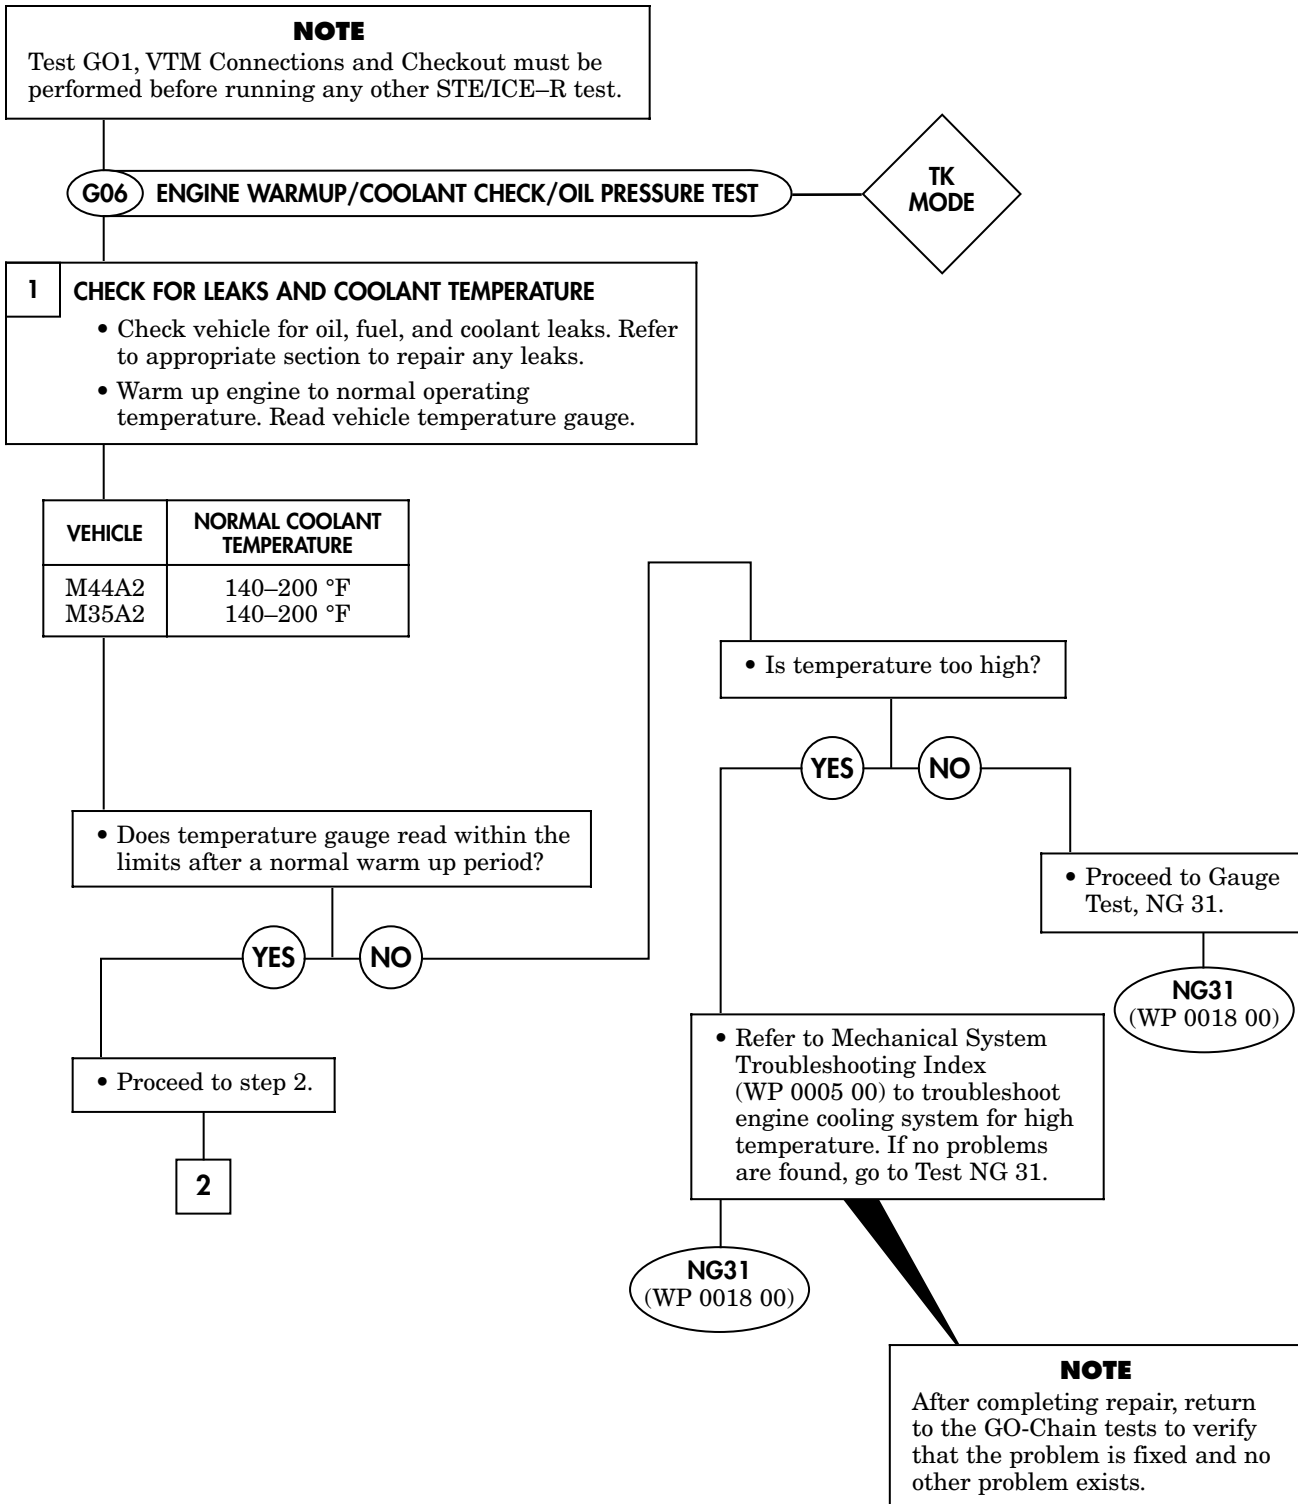 NOTE
Test GO1, VTM Connections and Checkout must be
performed before running any other STE/ICE–R test.
G06
ENGINE WARMUP/COOLANT CHECK/OIL PRESSURE TEST
TK
MODE
1
CHECK FOR LEAKS AND COOLANT TEMPERATURE
• Check vehicle for oil, fuel, and coolant leaks. Refer
to appropriate section to repair any leaks.
• Warm up engine to normal operating
temperature. Read vehicle temperature gauge.
VEHICLE
NORMAL COOLANT
TEMPERATURE
M44A2 140–200 °F
M35A2 140–200 °F
• Does temperature gauge read within the
limits after a normal warm up period?
YES
NO
• Proceed to step 2.
2
• Is temperature too high?
YES
NO
• Proceed to Gauge
Test, NG 31.
NG31
(WP 0018 00)
• Refer to Mechanical System
Troubleshooting Index
(WP 0005 00) to troubleshoot
engine cooling system for high
temperature. If no problems
are found, go to Test NG 31.
NG31
(WP 0018 00)
NOTE
After completing repair, return
to the GO-Chain tests to verify
that the problem is fixed and no
other problem exists.